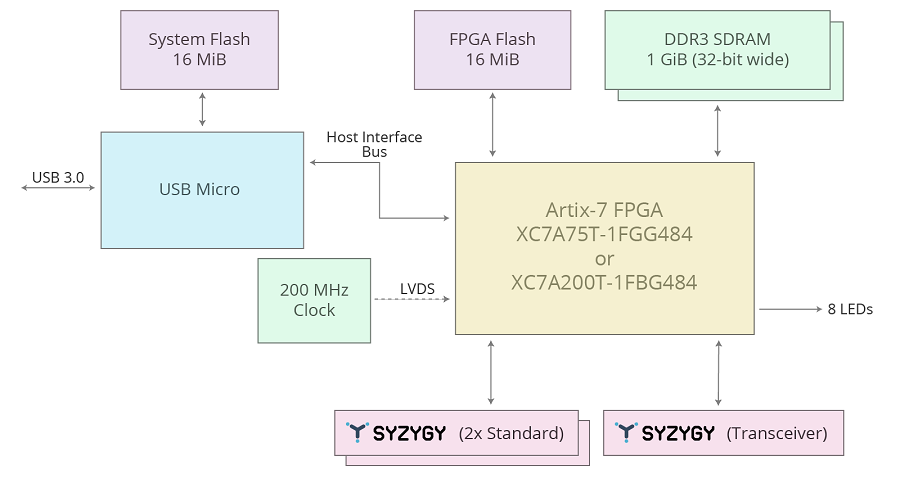 System Flash
16 MiB
FPGA Flash
16 MiB
DDR3 SDRAM
1 GiB (32-bit wide)
Host Interface
Bus
USB 3.0
USB Micro
Artix-7 FPGA
XC7A75T-1FGG484
or
XC7A200T-1FBG484
200 MHz
Clock
LVDS
8 LEDs
SYZYGY (2x Standard)
SYZYGY (Transceiver)